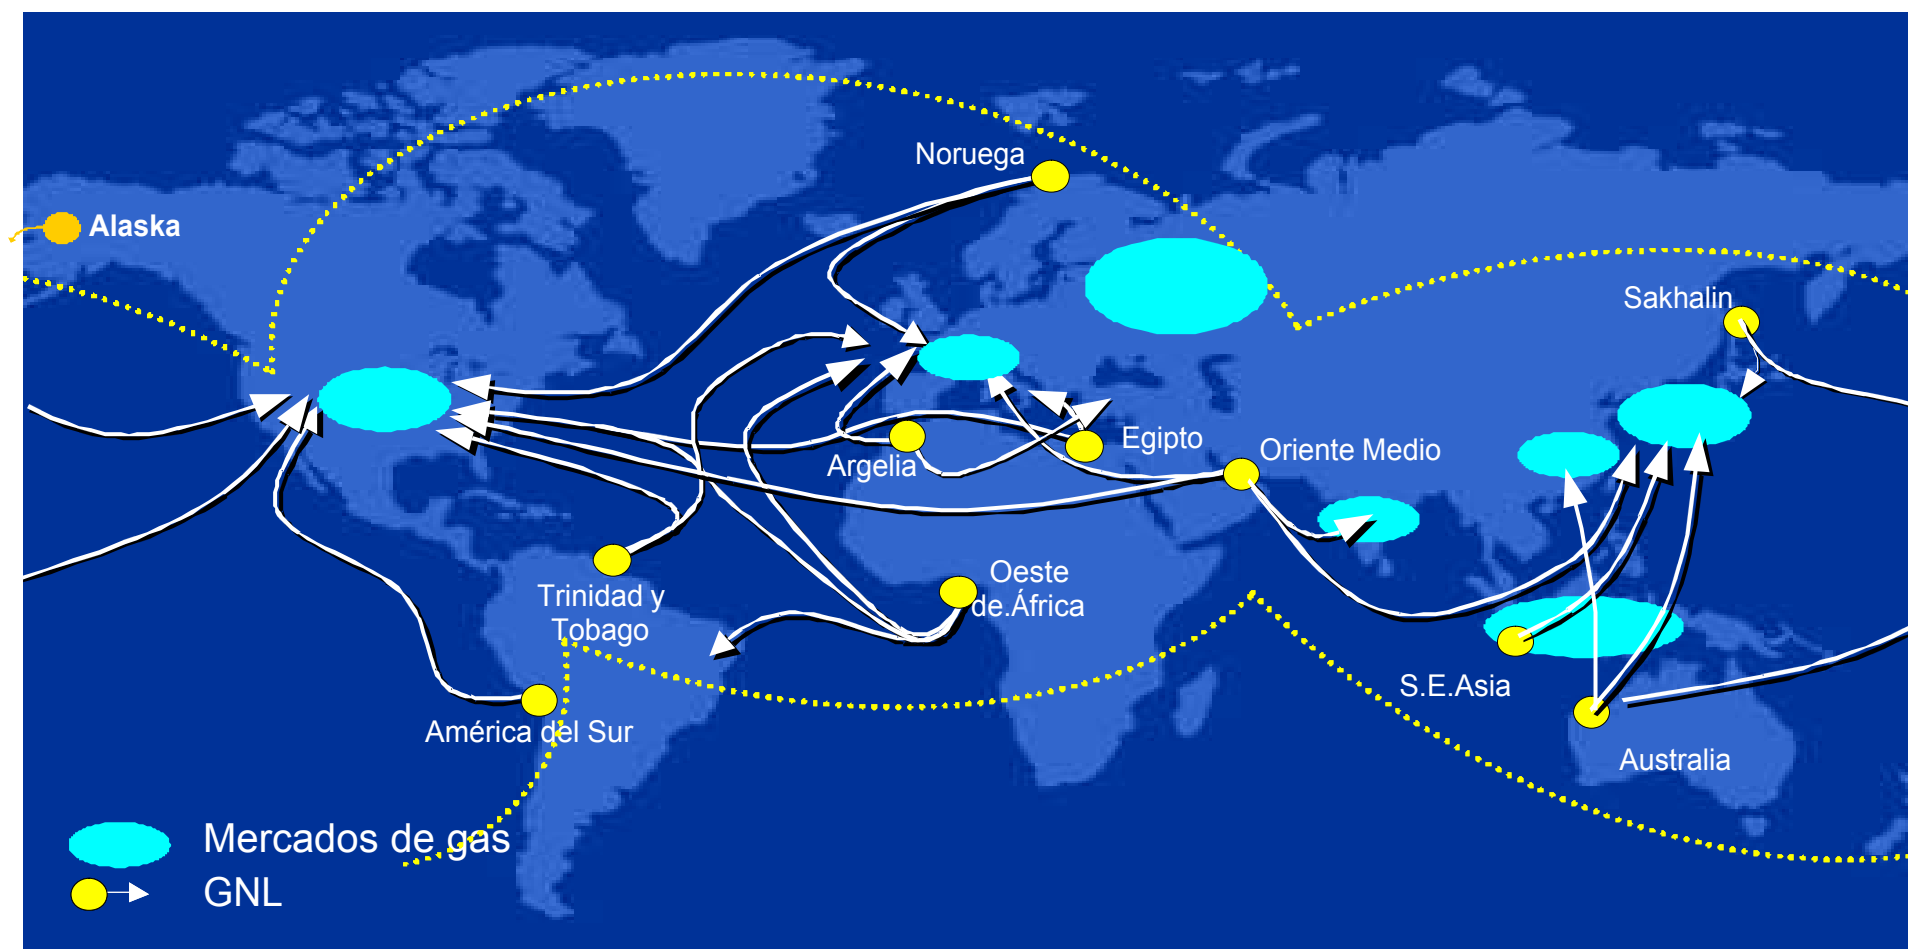 Noruega
Alaska
Sakhalin
Egipto
Oriente Medio
Argelia
Oeste
de.África
Trinidad y
Tobago
S.E.Asia
América del Sur
Australia
Mercados de gas
GNL